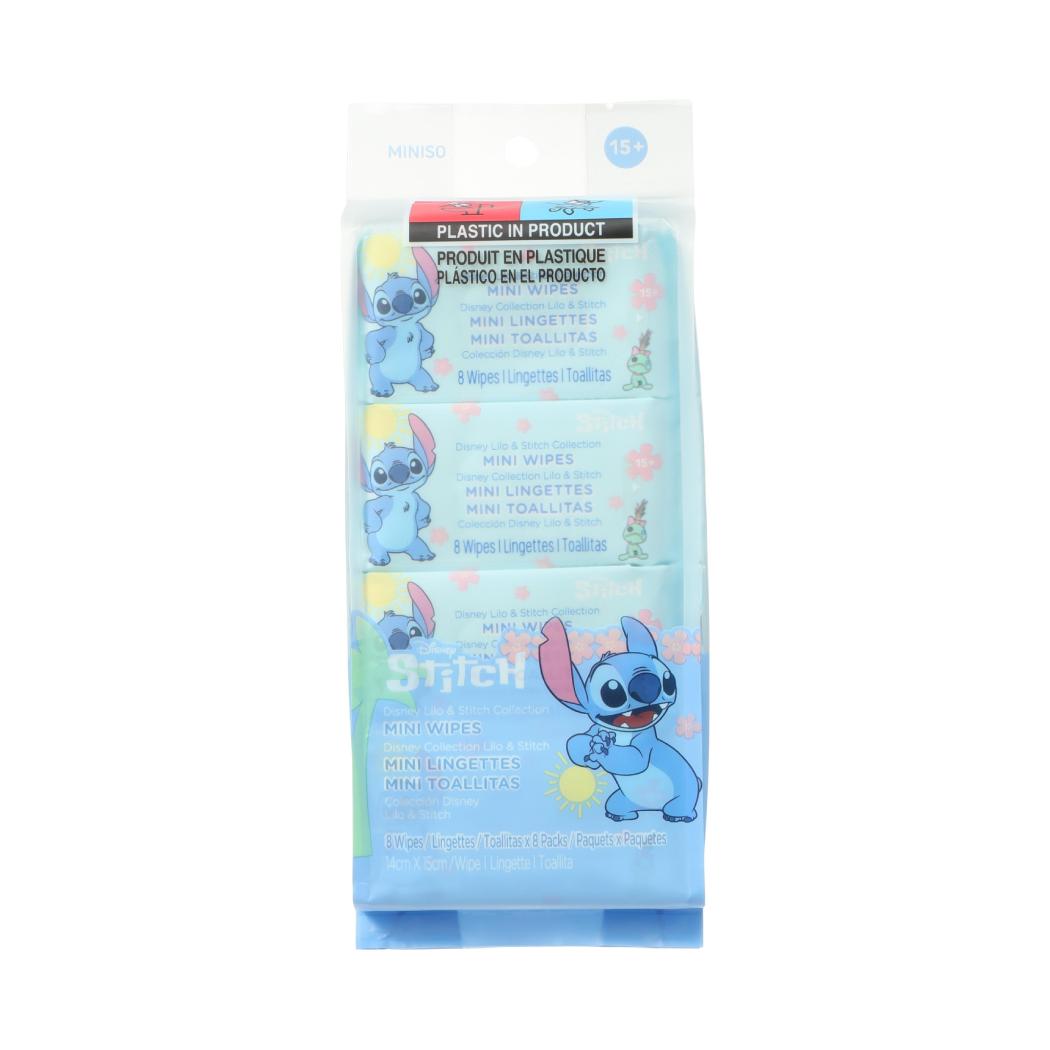 MINISO
15+
PLASTIC IN PRODUCT
PRODUIT EN PLASTIQUE
PLÁSTICO EN EL PRODUCTO
MINI WIPES
Disney Collection Lilo & Stitch
MINI LINGETTES
MINI TOALLITAS
Colección Disney Lilo & Stitch
8 Wipes | Lingettes | Toallitas
15+
Stitch
Disney Lilo & Stitch Collection
MINI WIPES
Disney Collection Lilo & Stitch
MINI LINGETTES
MINI TOALLITAS
Colección Disney Lilo & Stitch
8 Wipes | Lingettes | Toallitas
15+
Stitch
Disney Lilo & Stitch Collection
MINI WIPES
Disney
Stitch
Disney Lilo & Stitch Collection
MINI WIPES
Disney Collection Lilo & Stitch
MINI LINGETTES
MINI TOALLITAS
Colección Disney
Lilo & Stitch
8 Wipes / Lingettes / Toallitas x 8 Packs / Paquets x Paquetes
14cm X 15cm / Wipe | Lingette | Toallita